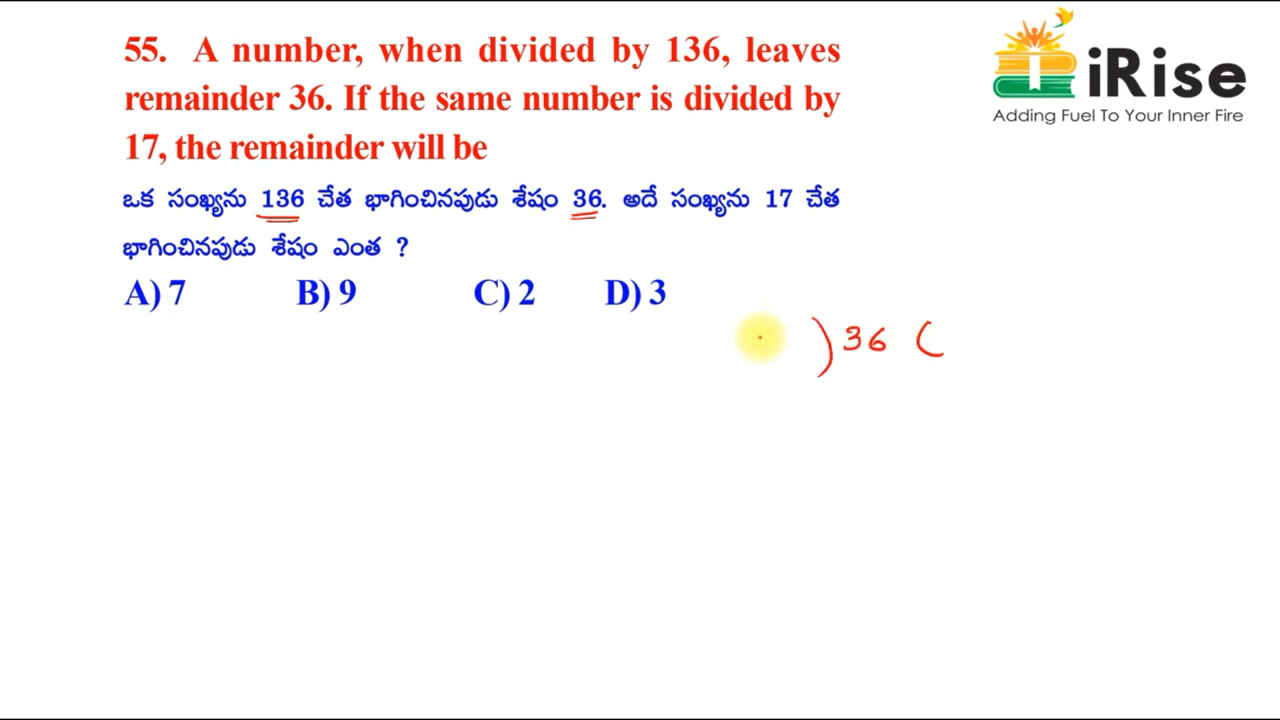 55. A number, when divided by 136, leaves
remainder 36. If the same number is divided by
17, the remainder will be
ఒక సంఖ్యను 136 చేత భాగించినపుడు శేషం 36. అదే సంఖ్యను 17 చేత
భాగించినపుడు శేషం ఎంత ?
A) 7 B) 9 C) 2 D) 3
) 36 (
iRise
Adding Fuel To Your Inner Fire